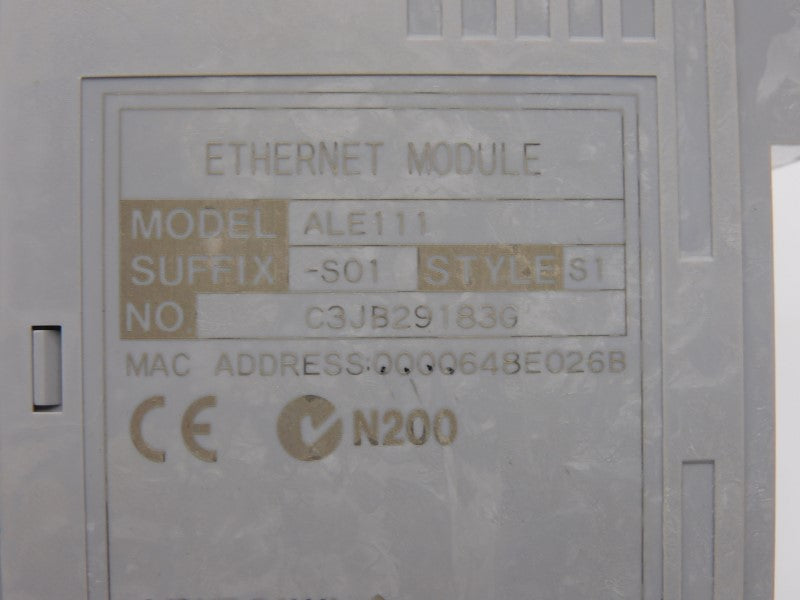 ETHERNET MODULE
MODEL ALE111
SUFFIX -S01 STYLE S1
NO. C3JB29183G
MAC ADDRESS:0000648E026B
CE N200